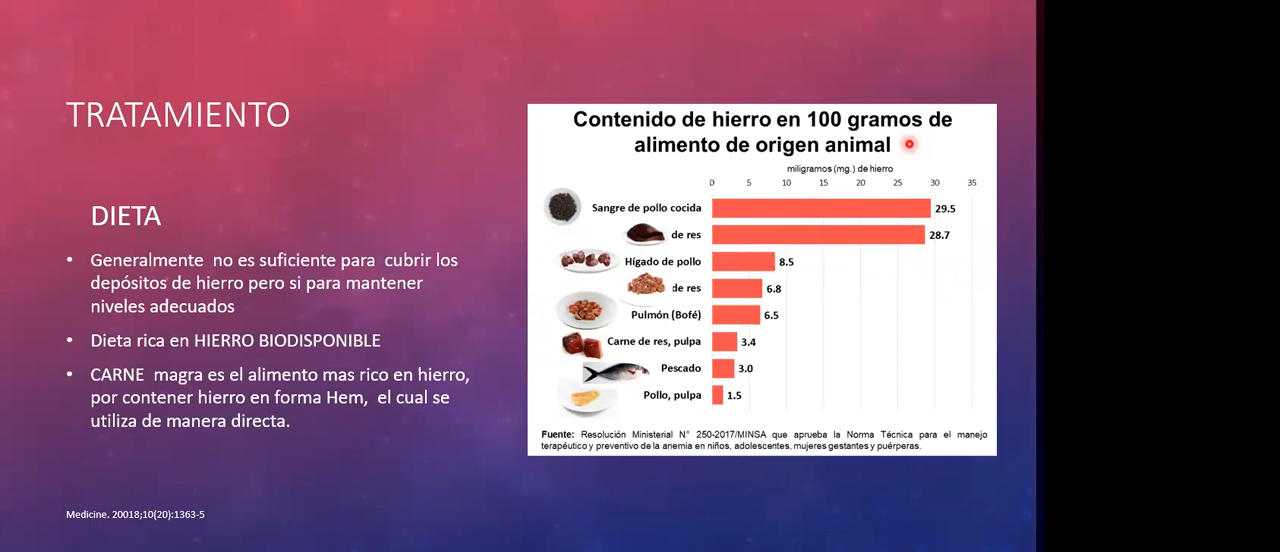 TRATAMIENTO
DIETA
• Generalmente no es suficiente para cubrir los
depósitos de hierro pero si para mantener
niveles adecuados
• Dieta rica en HIERRO BIODISPONIBLE
• CARNE magra es el alimento mas rico en hierro,
por contener hierro en forma Hem, el cual se
utiliza de manera directa.
Medicine. 20018;10(20):1363-5
Contenido de hierro en 100 gramos de
alimento de origen animal
miligramos (mg.) de hierro
0 5 10 15 20 25 30 35
Sangre de pollo cocida 29.5
de res 28.7
Hígado de pollo 8.5
de res 6.8
Pulmón (Bofé) 6.5
Carne de res, pulpa 3.4
Pescado 3.0
Pollo, pulpa 1.5
Fuente: Resolución Ministerial N° 250-2017/MINSA que aprueba la Norma Técnica para el manejo
terapéutico y preventivo de la anemia en niños, adolescentes, mujeres gestantes y puérperas.